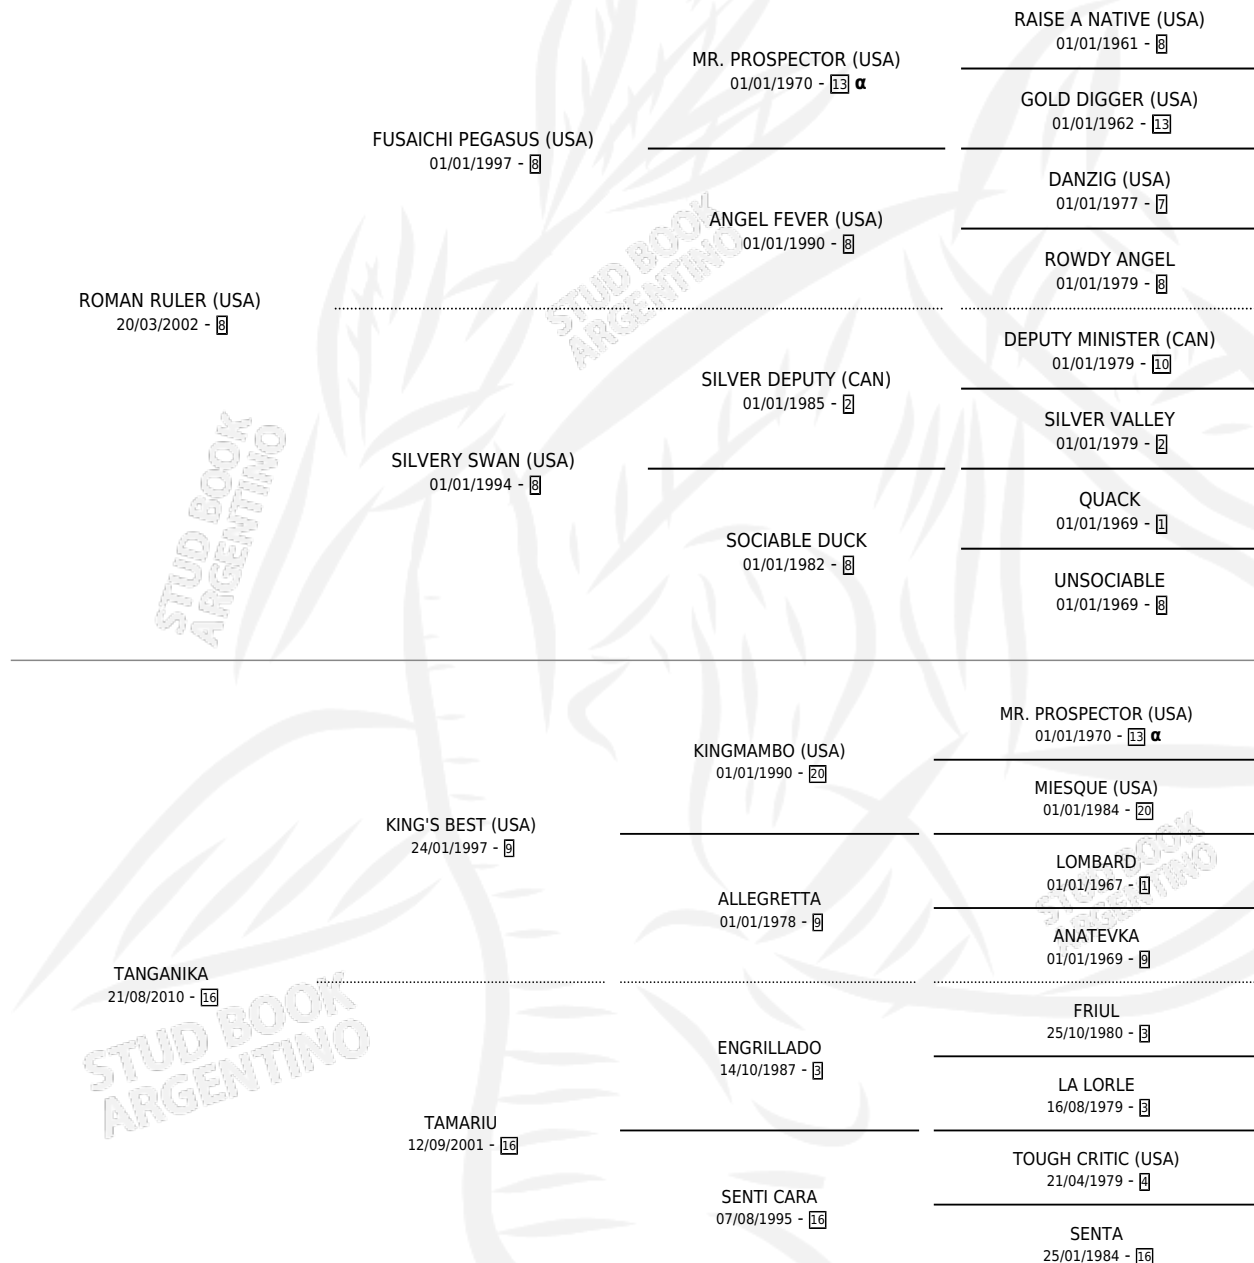 RAISE A NATIVE (USA)
01/01/1961 - 8
MR. PROSPECTOR (USA)
01/01/1970 - 13 α
GOLD DIGGER (USA)
01/01/1962 - 13
FUSAICHI PEGASUS (USA)
01/01/1997 - 8
DANZIG (USA)
01/01/1977 - 7
ANGEL FEVER (USA)
01/01/1990 - 8
ROWDY ANGEL
01/01/1979 - 8
ROMAN RULER (USA)
20/03/2002 - 8
DEPUTY MINISTER (CAN)
01/01/1979 - 10
SILVER DEPUTY (CAN)
01/01/1985 - 2
SILVER VALLEY
01/01/1979 - 2
SILVERY SWAN (USA)
01/01/1994 - 8
QUACK
01/01/1969 - 1
SOCIABLE DUCK
01/01/1982 - 8
UNSOCIABLE
01/01/1969 - 8
MR. PROSPECTOR (USA)
01/01/1970 - 13 α
KINGMAMBO (USA)
01/01/1990 - 20
MIESQUE (USA)
01/01/1984 - 20
KING'S BEST (USA)
24/01/1997 - 9
LOMBARD
01/01/1967 - 1
ALLEGRETTA
01/01/1978 - 9
ANATEVKA
01/01/1969 - 9
TANGANIKA
21/08/2010 - 16
FRIUL
25/10/1980 - 3
ENGRILLADO
14/10/1987 - 3
LA LORLE
16/08/1979 - 3
TAMARIU
12/09/2001 - 16
TOUGH CRITIC (USA)
21/04/1979 - 4
SENTI CARA
07/08/1995 - 16
SENTA
25/01/1984 - 16
STUD BOOK
ARGENTINO
STUD BOOK
ARGENTINO
STUD BOOK
ARGENTINO
STUD BOOK
ARGENTINO